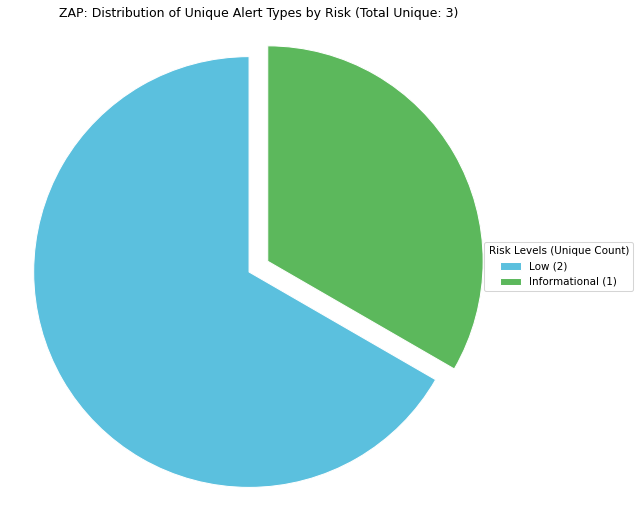 ZAP: Distribution of Unique Alert Types by Risk (Total Unique: 3)
Risk Levels (Unique Count)
Low (2)
Informational (1)